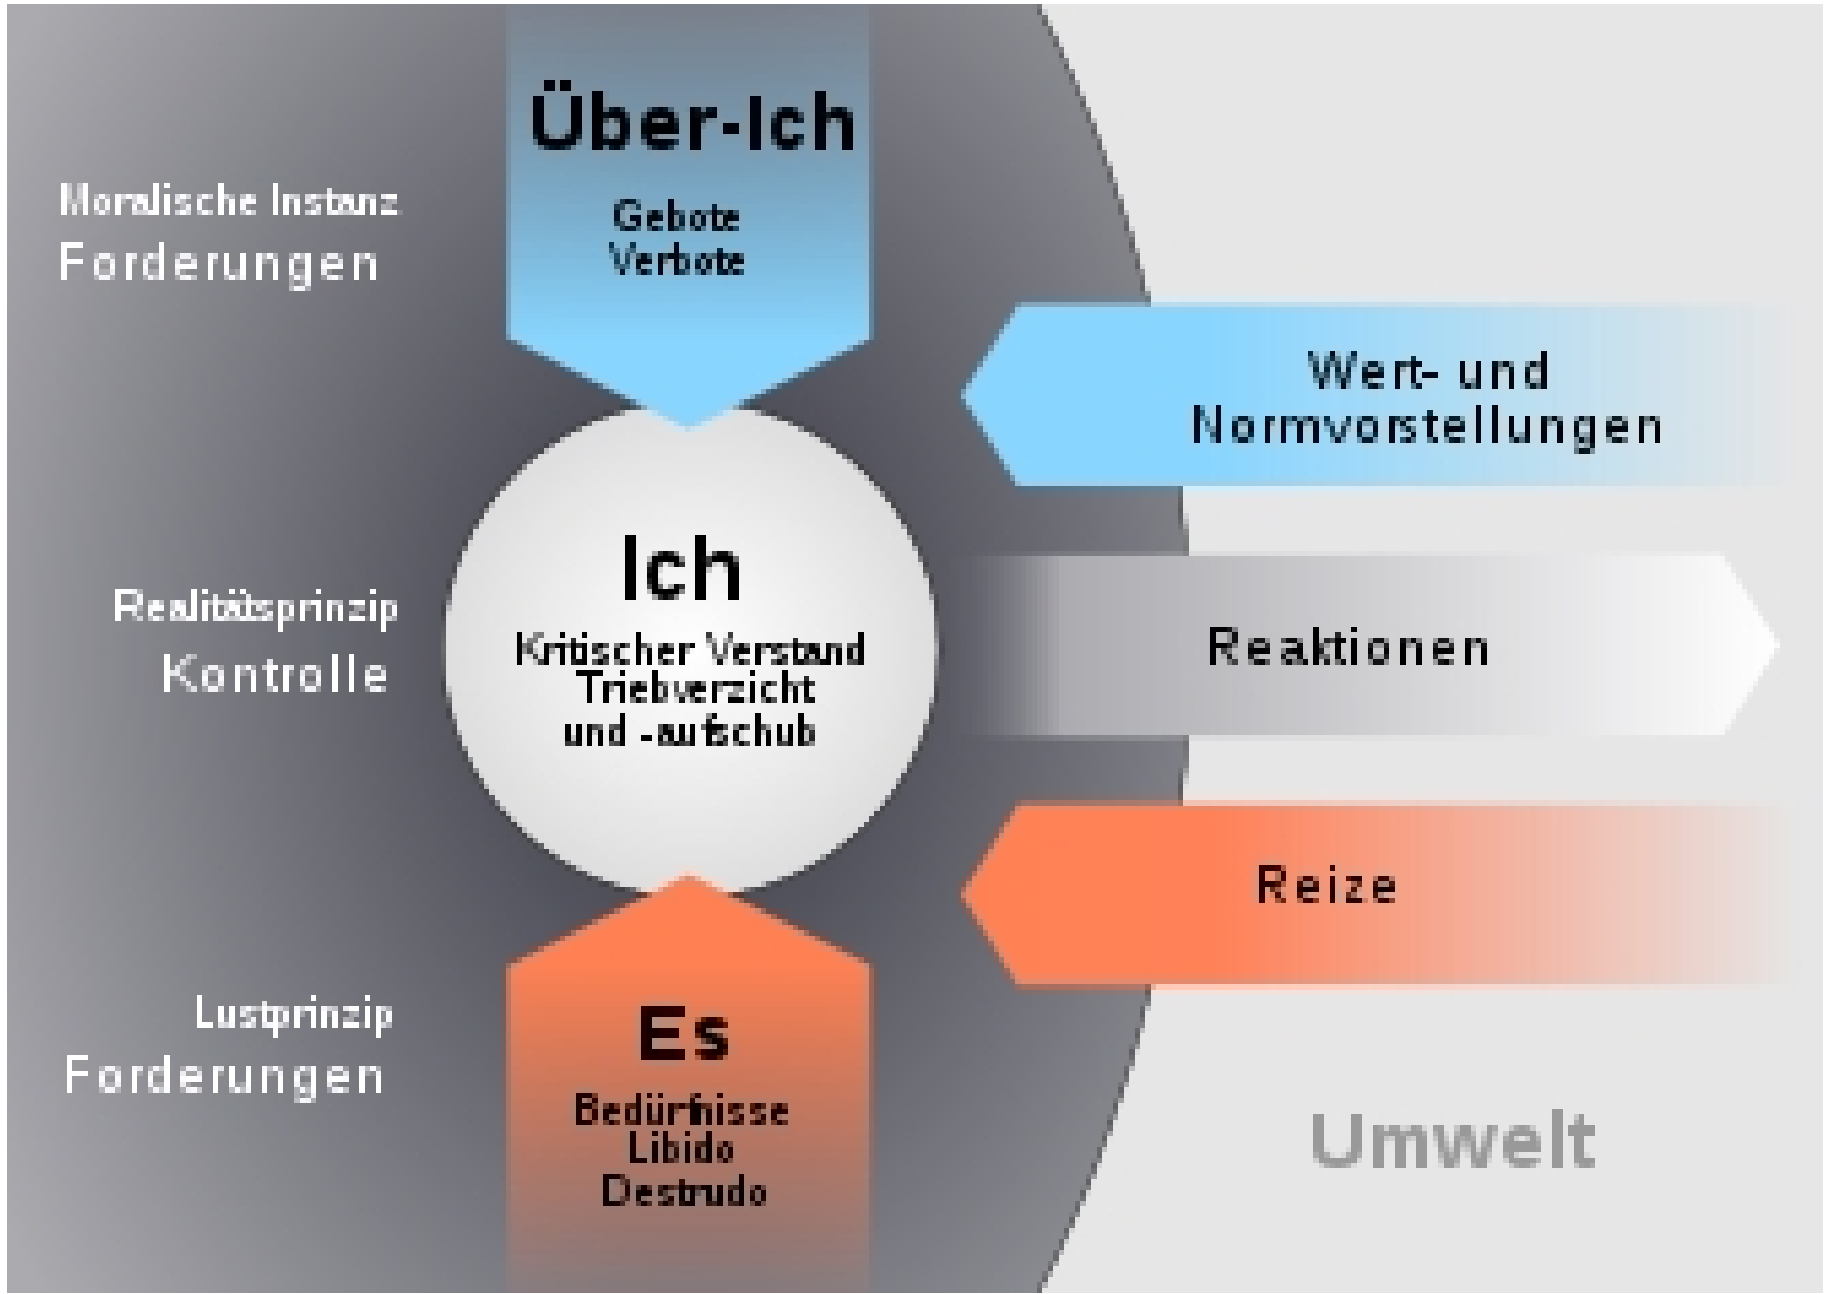 Über-Ich
Gebote
Verbote
Moralische Instanz
Forderungen
Wert- und
Normvorstellungen
Ich
Kritischer Verstand
Triebverzicht
und -aufschub
Realitätsprinzip
Kontrolle
Reaktionen
Reize
Lustprinzip
Forderungen
Es
Bedürfnisse
Libido
Destrudo
Umwelt